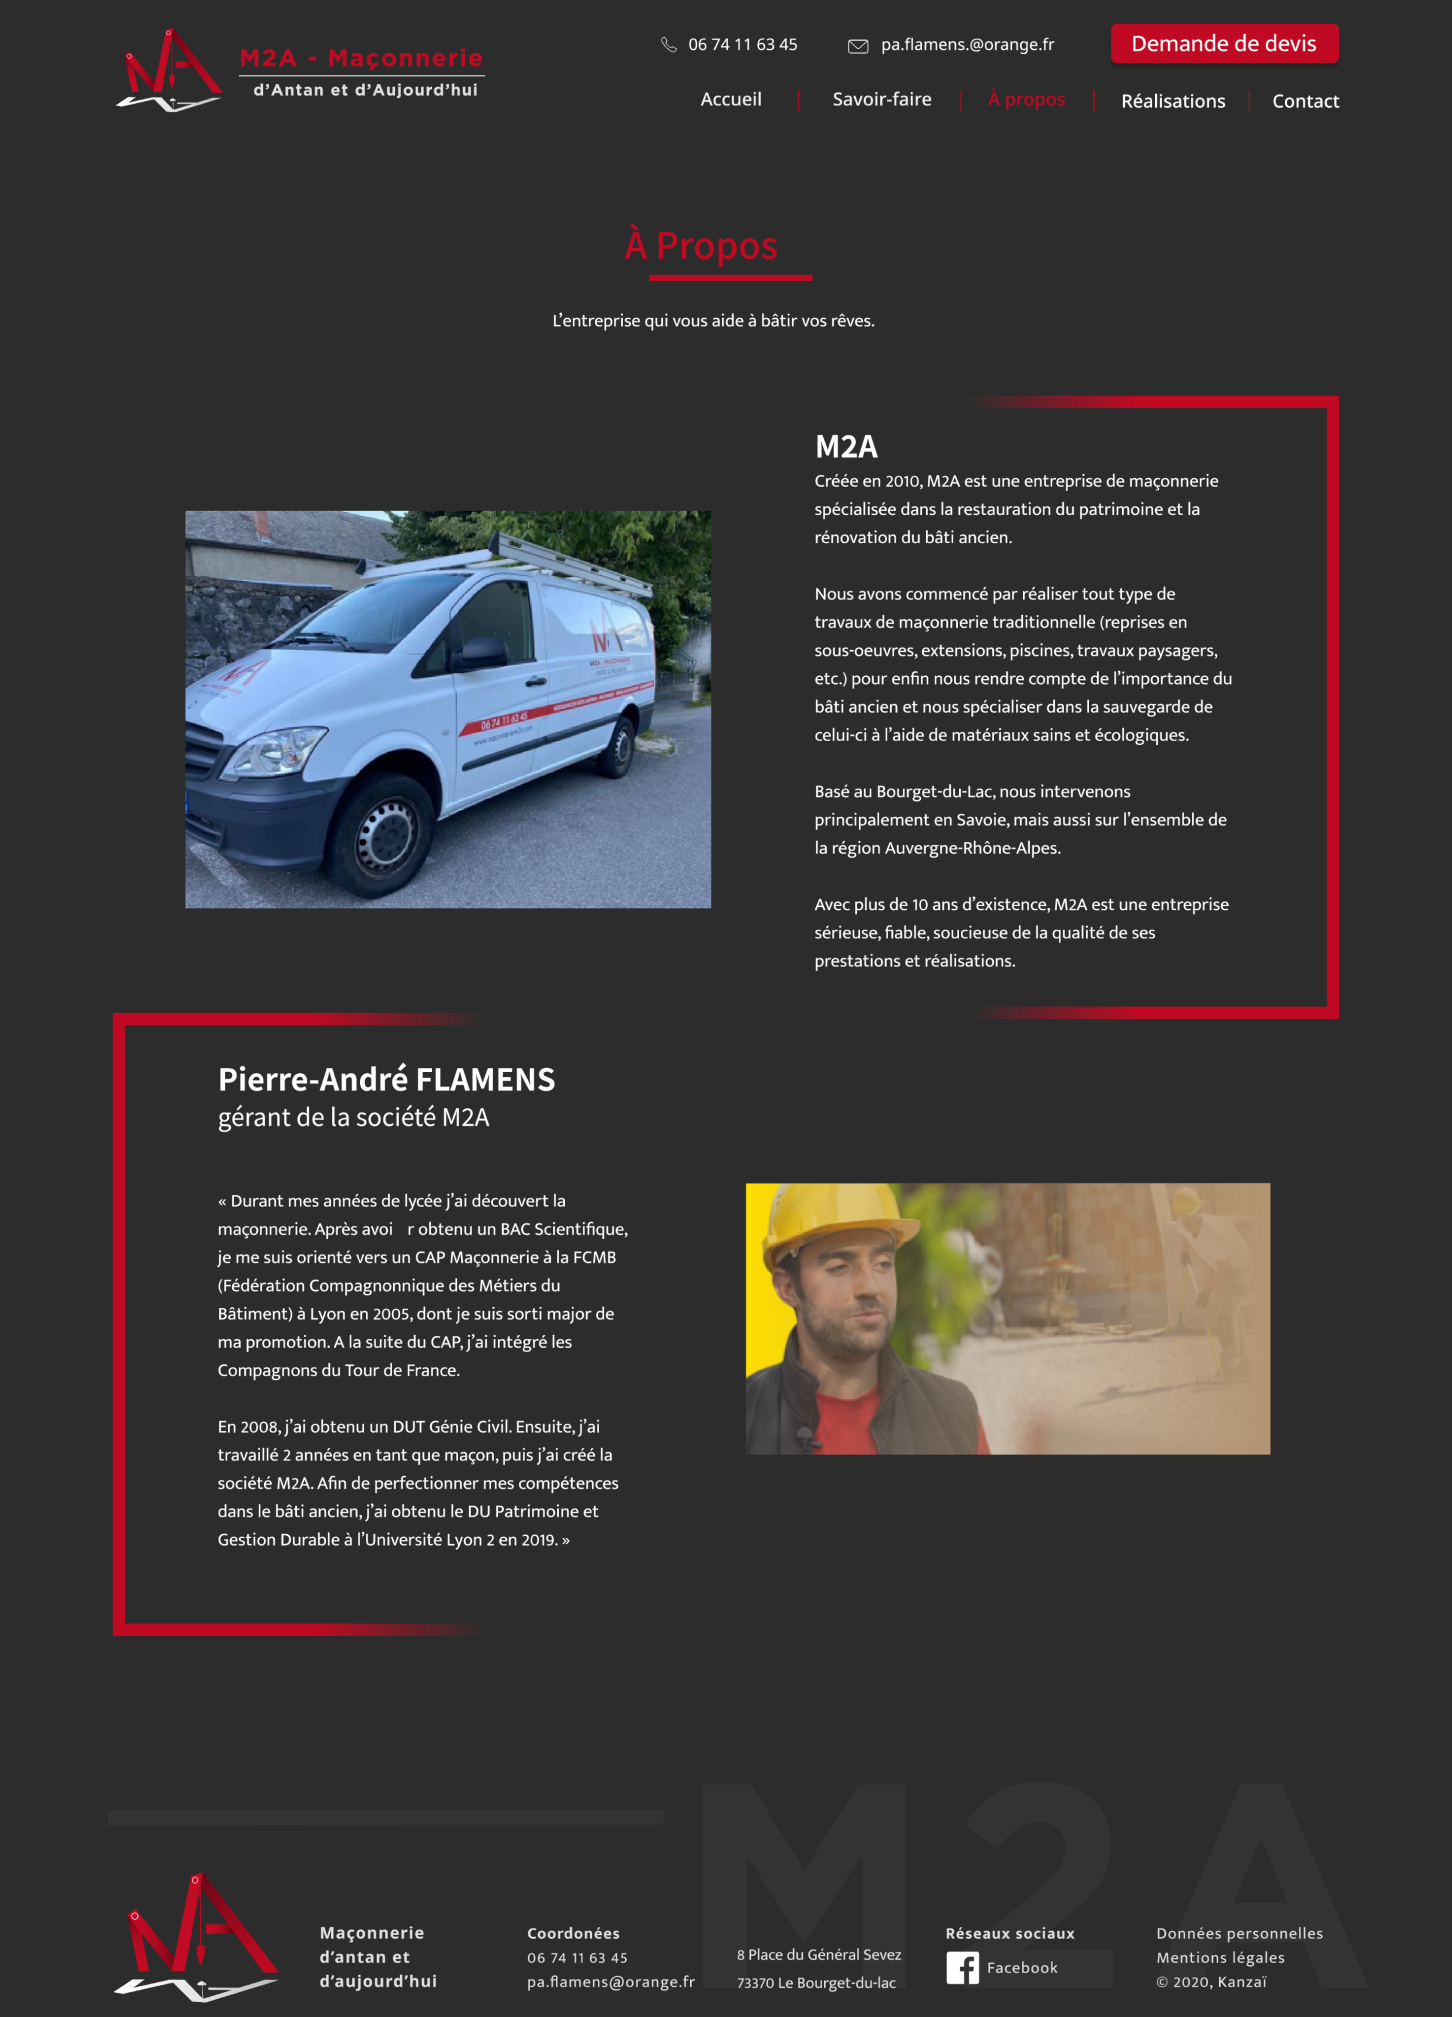 M2A - Maçonnerie
d'Antan et d'Aujourd'hui
06 74 11 63 45
pa.flamens.@orange.fr
Demande de devis
Accueil
Savoir-faire
À propos
Réalisations
Contact
À Propos
L'entreprise qui vous aide à bâtir vos rêves.
M2A
Créée en 2010, M2A est une entreprise de maçonnerie
spécialisée dans la restauration du patrimoine et la
rénovation du bâti ancien.
Nous avons commencé par réaliser tout type de
travaux de maçonnerie traditionnelle (reprises en
sous-oeuvres, extensions, piscines, travaux paysagers,
etc.) pour enfin nous rendre compte de l'importance du
bâti ancien et nous spécialiser dans la sauvegarde de
celui-ci à l'aide de matériaux sains et écologiques.
Basé au Bourget-du-Lac, nous intervenons
principalement en Savoie, mais aussi sur l'ensemble de
la région Auvergne-Rhône-Alpes.
Avec plus de 10 ans d'existence, M2A est une entreprise
sérieuse, fiable, soucieuse de la qualité de ses
prestations et réalisations.
M2A - MAÇONNERIE
06 74 11 63 45
www.maconneriem2a.com
Pierre-André FLAMENS
gérant de la société M2A
« Durant mes années de lycée j'ai découvert la
maçonnerie. Après avoi r obtenu un BAC Scientifique,
je me suis orienté vers un CAP Maçonnerie à la FCMB
(Fédération Compagnonnique des Métiers du
Bâtiment) à Lyon en 2005, dont je suis sorti major de
ma promotion. A la suite du CAP, j'ai intégré les
Compagnons du Tour de France.
En 2008, j'ai obtenu un DUT Génie Civil. Ensuite, j'ai
travaillé 2 années en tant que maçon, puis j'ai créé la
société M2A. Afin de perfectionner mes compétences
dans le bâti ancien, j'ai obtenu le DU Patrimoine et
Gestion Durable à l'Université Lyon 2 en 2019. »
M2A
Maçonnerie
d'antan et
d'aujourd'hui
Coordonées
06 74 11 63 45
pa.flamens@orange.fr
8 Place du Général Sevez
73370 Le Bourget-du-lac
Réseaux sociaux
Facebook
Données personnelles
Mentions légales
© 2020, Kanzaï